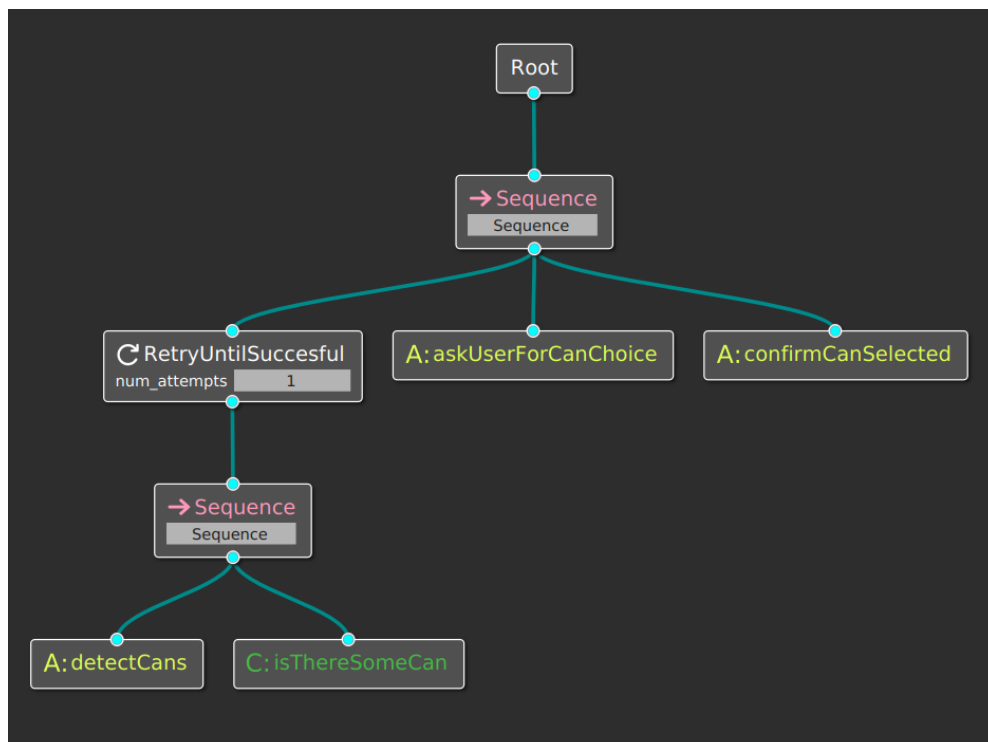 Root
Sequence
Sequence
RetryUntilSuccesful
num_attempts 1
A:askUserForCanChoice
A:confirmCanSelected
Sequence
Sequence
A:detectCans
C:isThereSomeCan